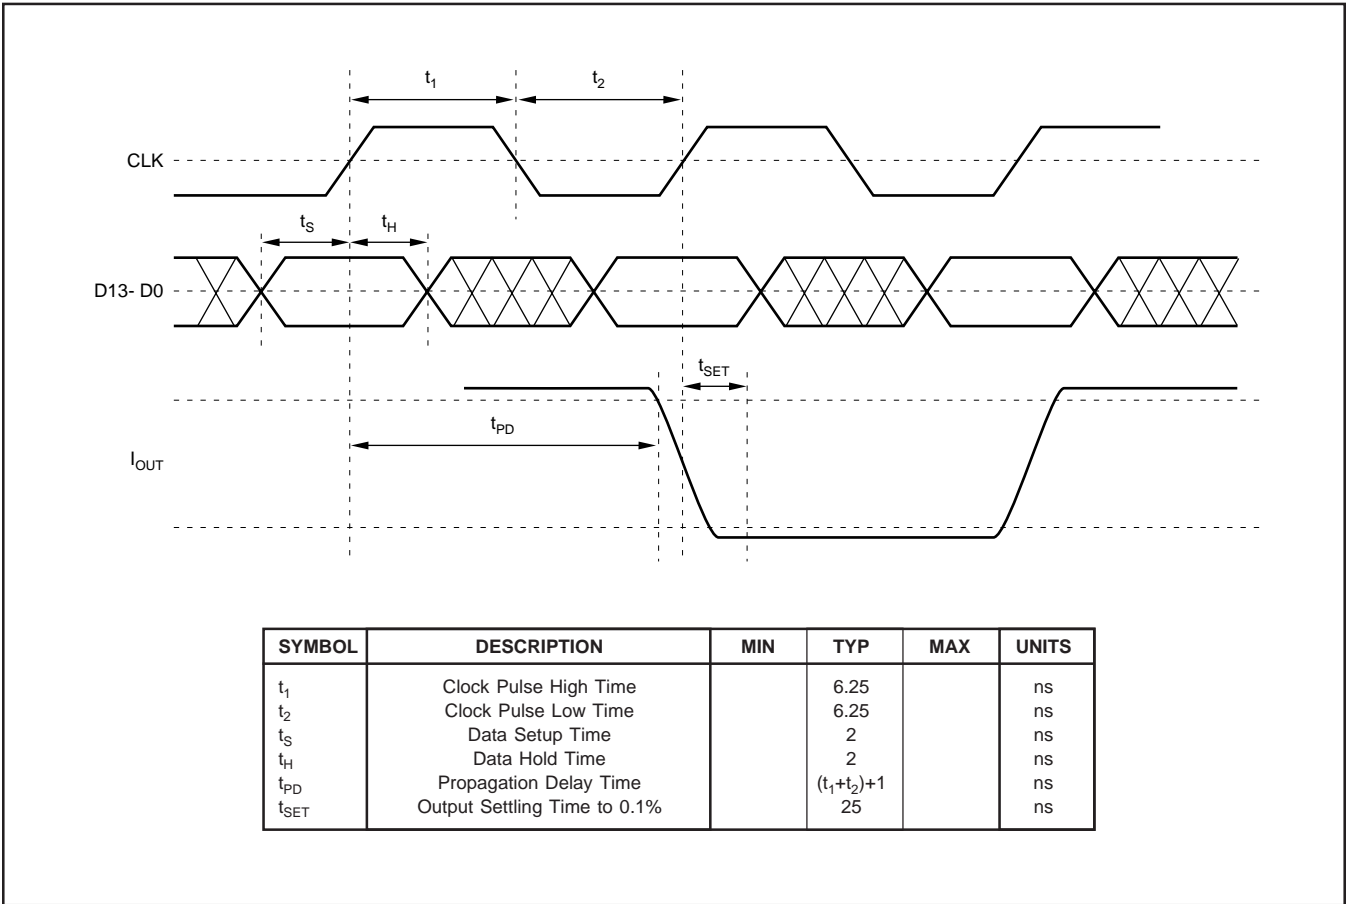 t1 t2
CLK
tS tH
D13- D0
tSET
tPD
IOUT
SYMBOL DESCRIPTION MIN TYP MAX UNITS
t1 Clock Pulse High Time 6.25 ns
t2 Clock Pulse Low Time 6.25 ns
tS Data Setup Time 2 ns
tH Data Hold Time 2 ns
tPD Propagation Delay Time (t1+t2)+1 ns
tSET Output Settling Time to 0.1% 25 ns